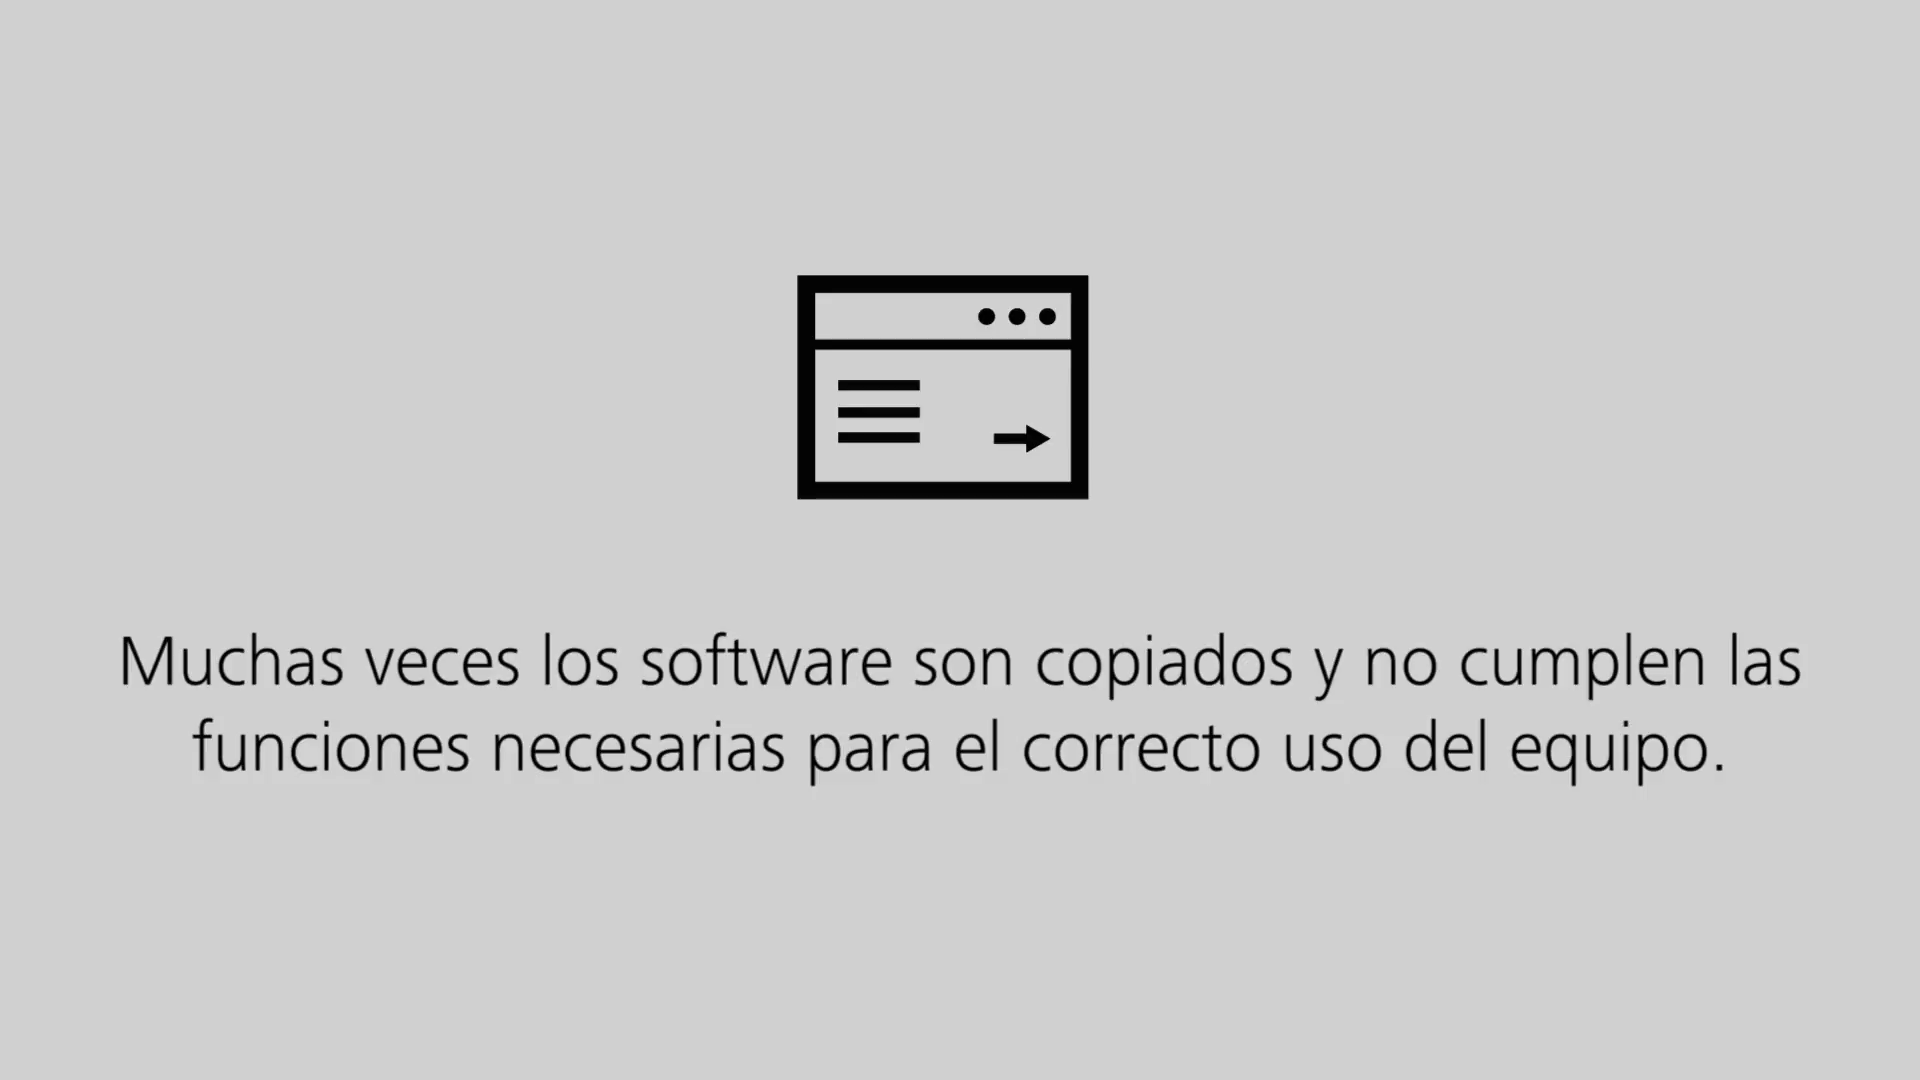 Muchas veces los software son copiados y no cumplen las
funciones necesarias para el correcto uso del equipo.